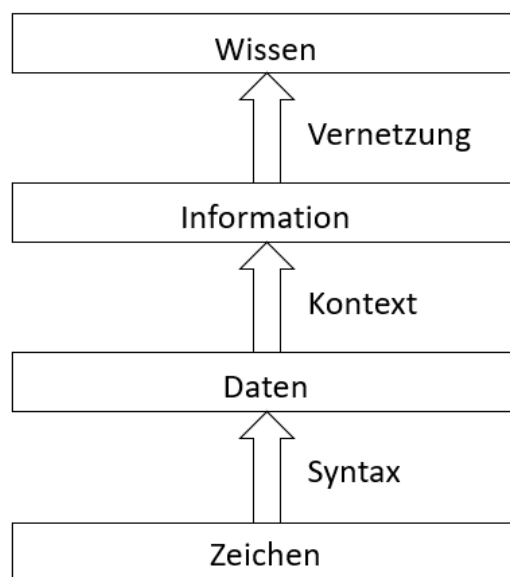 Wissen
Vernetzung
Information
Kontext
Daten
Syntax
Zeichen